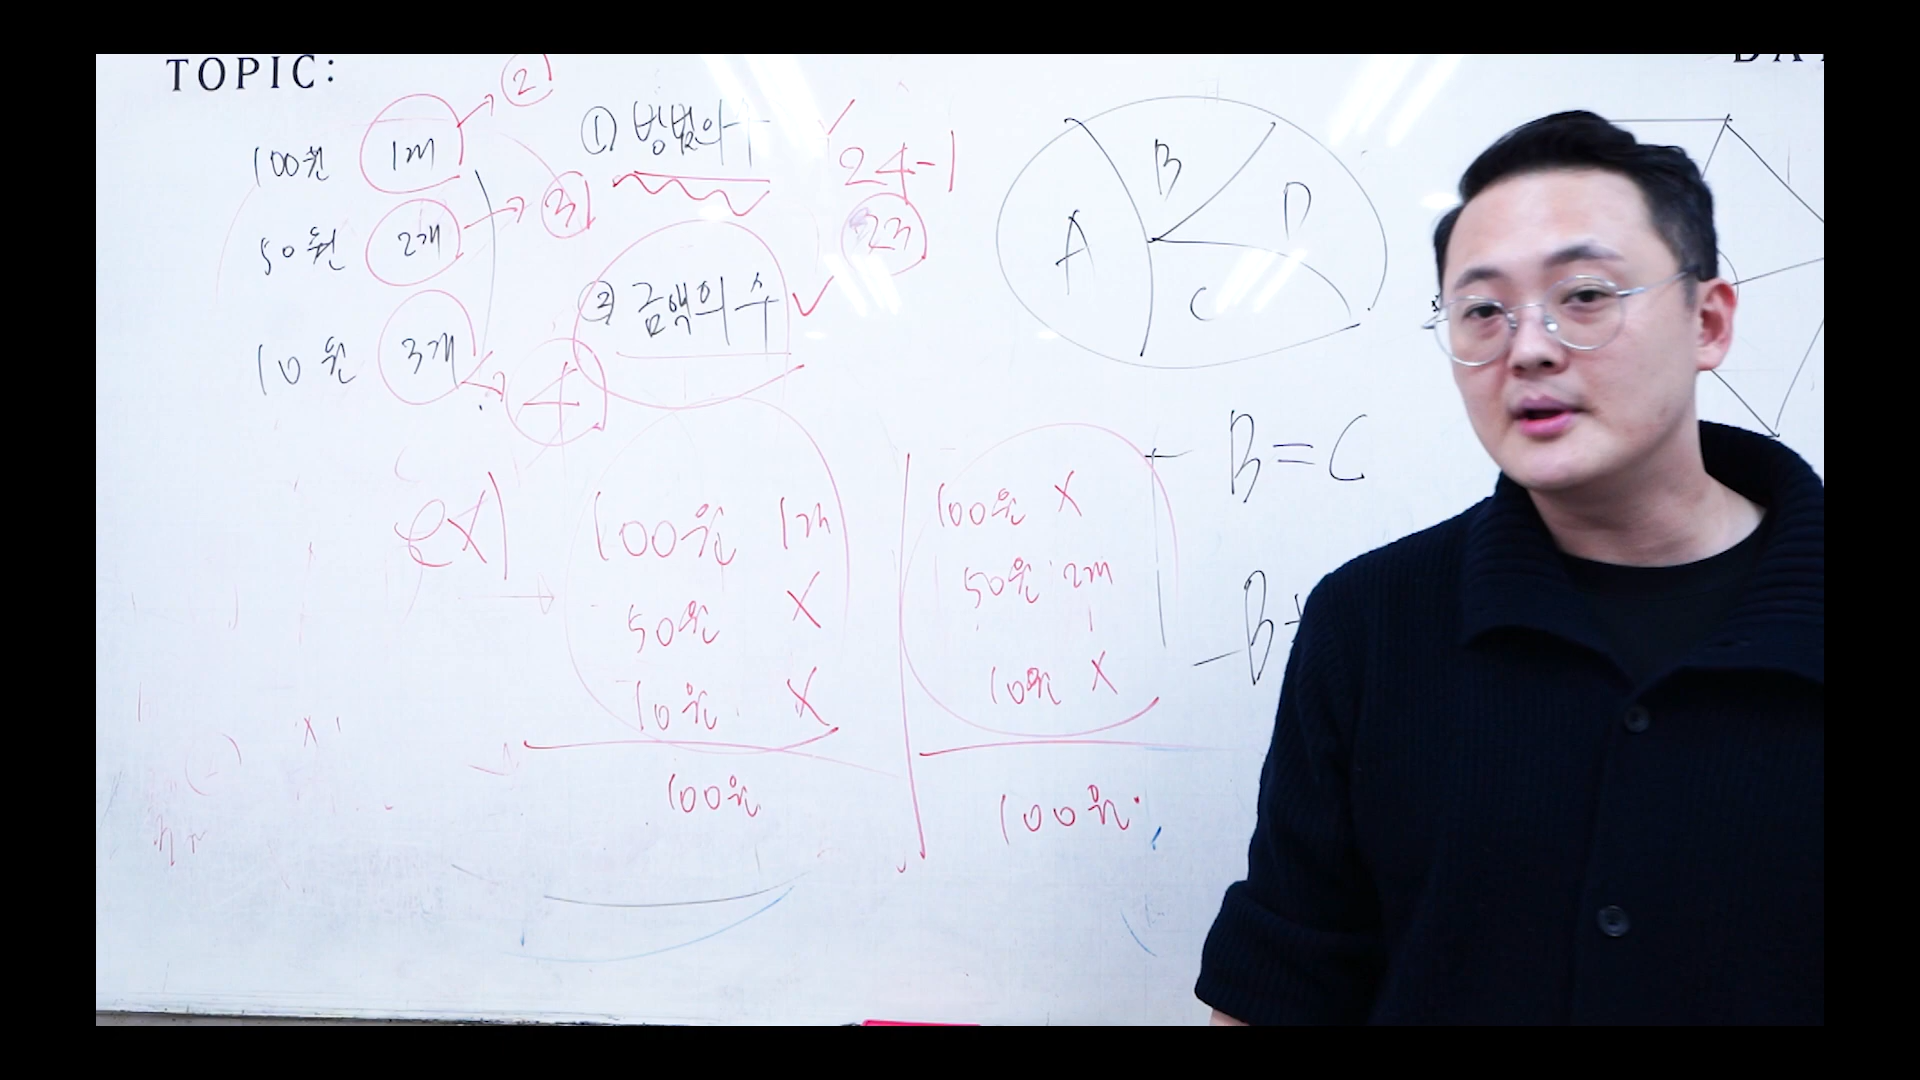 TOPIC:
100원 1개 → ②
50원 2개 → ③
10원 3개 → ④
① 방법의 수
24-1
23
② 금액의 수
A
B
D
C
ex)
100원 1개
50원 X
10원 X
100원
100원 X
50원 2개
10원 X
100원
B=C